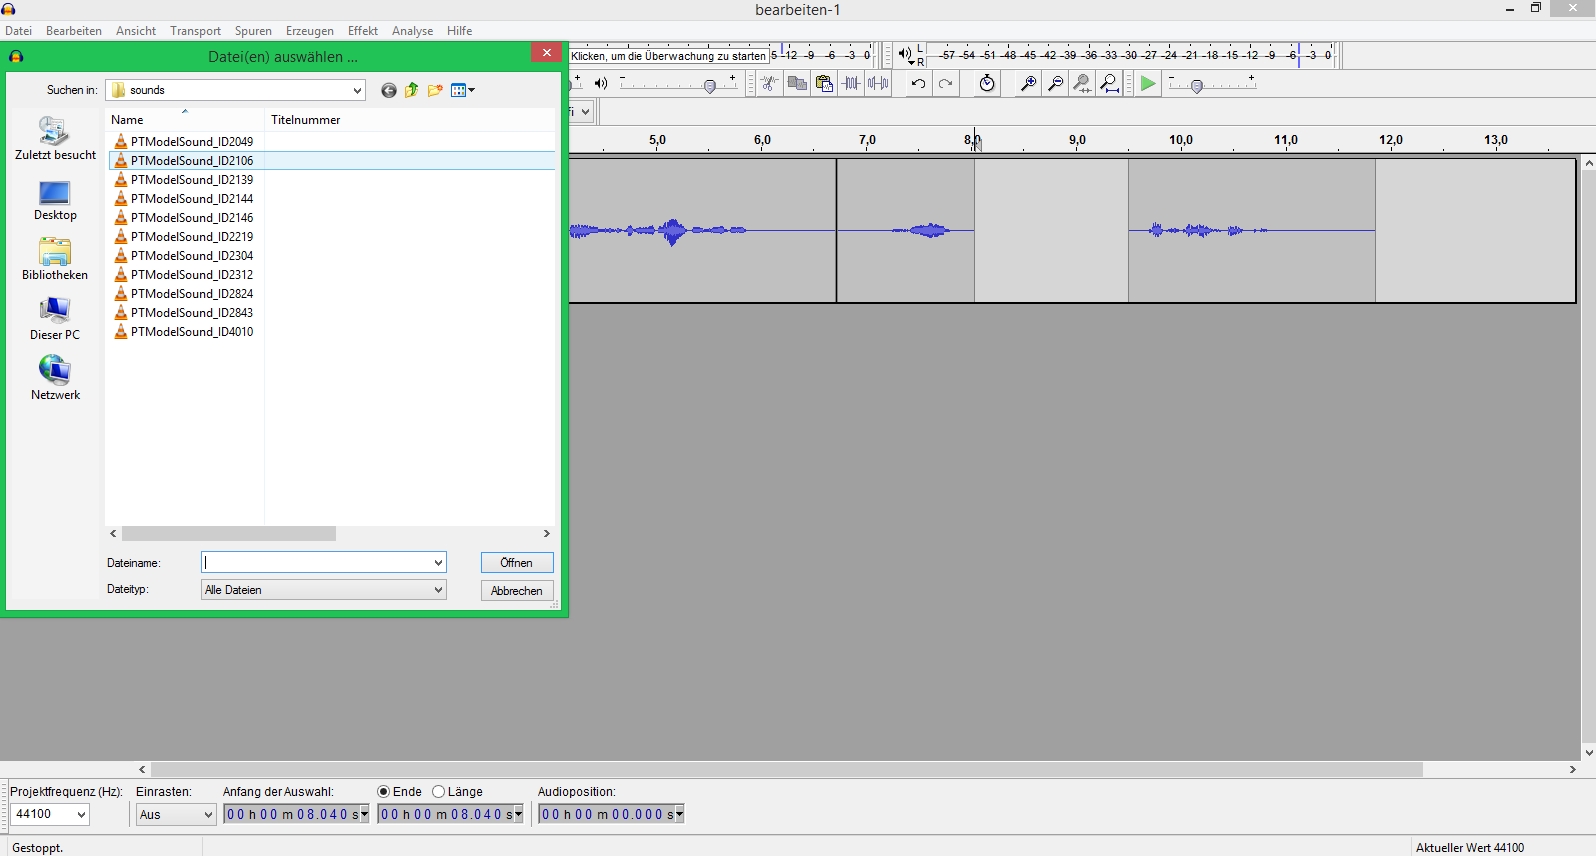 bearbeiten-1
Datei Bearbeiten Ansicht Transport Spuren Erzeugen Effekt Analyse Hilfe
Datei(en) auswählen ...
Klicken, um die Überwachung zu starten 5 -12 -9 -6 -3 0
L
R
-57 -54 -51 -48 -45 -42 -39 -36 -33 -30 -27 -24 -21 -18 -15 -12 -9 -6 -3 0
Suchen in: sounds
Name Titelnummer
PTModelSound_ID2049
PTModelSound_ID2106
PTModelSound_ID2139
PTModelSound_ID2144
PTModelSound_ID2146
PTModelSound_ID2219
PTModelSound_ID2304
PTModelSound_ID2312
PTModelSound_ID2824
PTModelSound_ID2843
PTModelSound_ID4010
Zuletzt besucht
Desktop
Bibliotheken
Dieser PC
Netzwerk
Dateiname:
Öffnen
Dateityp: Alle Dateien
Abbrechen
5,0 6,0 7,0 8,0 9,0 10,0 11,0 12,0 13,0
Projektfrequenz (Hz): Einrasten: Anfang der Auswahl: Ende Länge Audioposition:
44100 Aus 00 h 00 m 08.040 s 00 h 00 m 08.040 s 00 h 00 m 00.000 s
Gestoppt. Aktueller Wert 44100